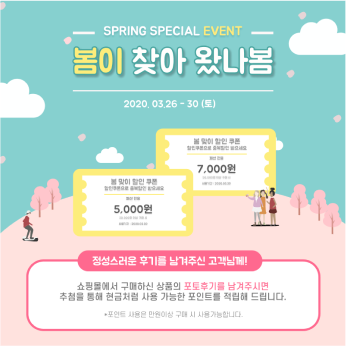 SPRING SPECIAL EVENT
봄이 찾아 왔나봄
2020. 03.26 - 30 (토)
봄 맞이 할인 쿠폰
7,000원
봄 맞이 할인 쿠폰
5,000원
정성스러운 후기를 남겨주신 고객님께!
쇼핑몰에서 구매하신 상품의 포토후기를 남겨주시면
추첨을 통해 현금처럼 사용 가능한 포인트를 적립해 드립니다.
*포인트 사용은 만원이상 구매 시 사용가능합니다.